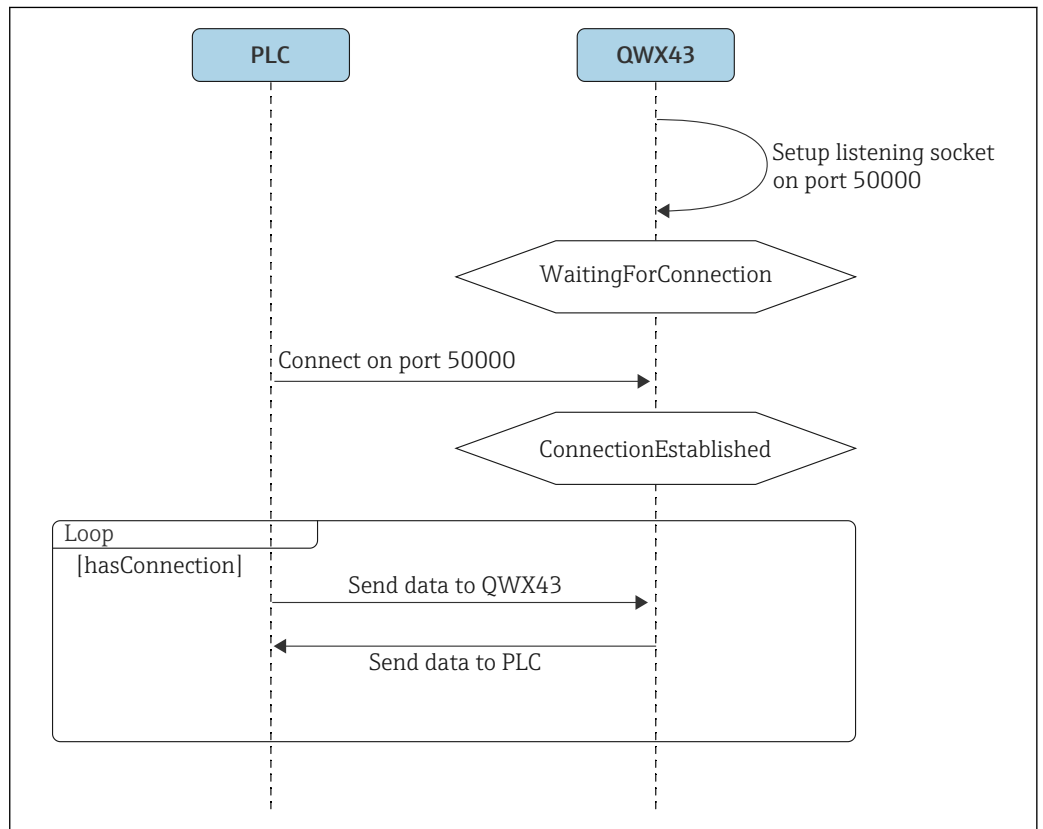 PLC
QWX43
Setup listening socket
on port 50000
WaitingForConnection
Connect on port 50000
ConnectionEstablished
Loop
[hasConnection]
Send data to QWX43
Send data to PLC